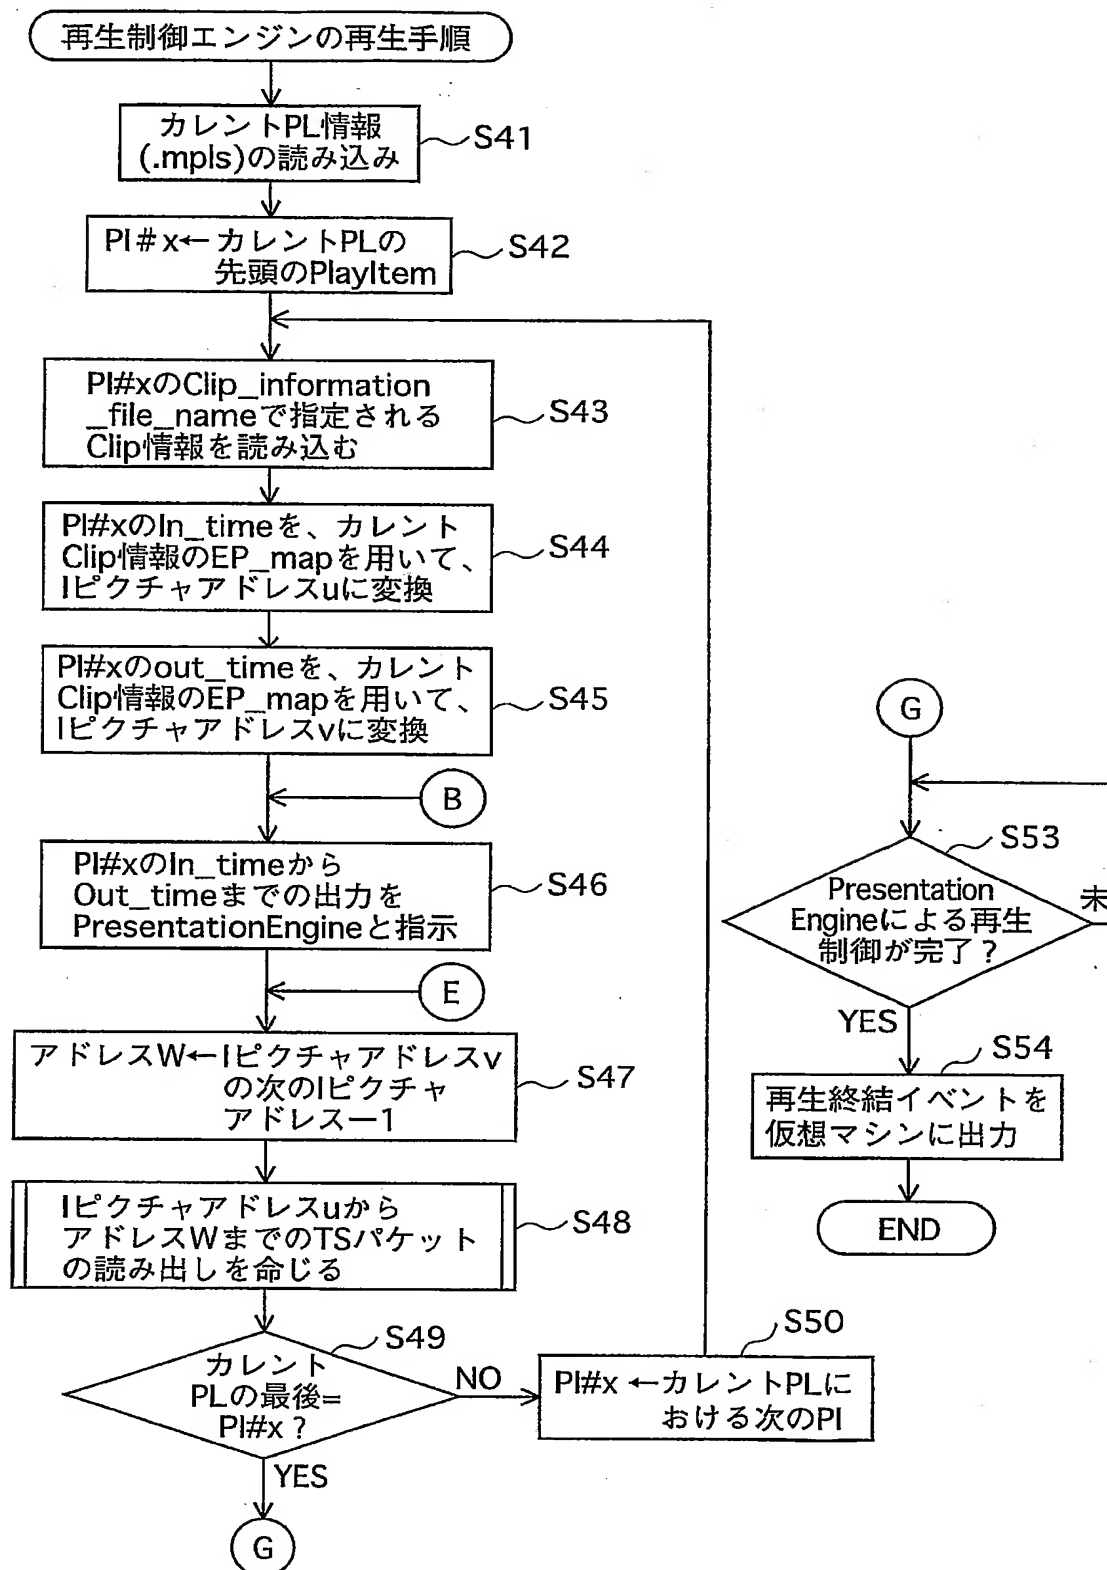 再生制御エンジンの再生手順
カレントPL情報
(.mpls)の読み込み
S41
PI#x←カレントPLの
先頭のPlayItem
S42
PI#xのClip_information
_file_nameで指定される
Clip情報を読み込む
S43
PI#xのIn_timeを、カレント
Clip情報のEP_mapを用いて、
Iピクチャアドレスuに変換
S44
PI#xのout_timeを、カレント
Clip情報のEP_mapを用いて、
Iピクチャアドレスvに変換
S45
B
PI#xのIn_timeから
Out_timeまでの出力を
PresentationEngineと指示
S46
E
アドレスW←Iピクチャアドレスv
の次のIピクチャ
アドレスー1
S47
Iピクチャアドレスuから
アドレスWまでのTSパケット
の読み出しを命じる
S48
カレント
PLの最後=
PI#x？
S49
NO
YES
G
PI#x ←カレントPLに
おける次のPI
S50
G
Presentation
Engineによる再生
制御が完了？
S53
未
YES
再生終結イベントを
仮想マシンに出力
S54
END